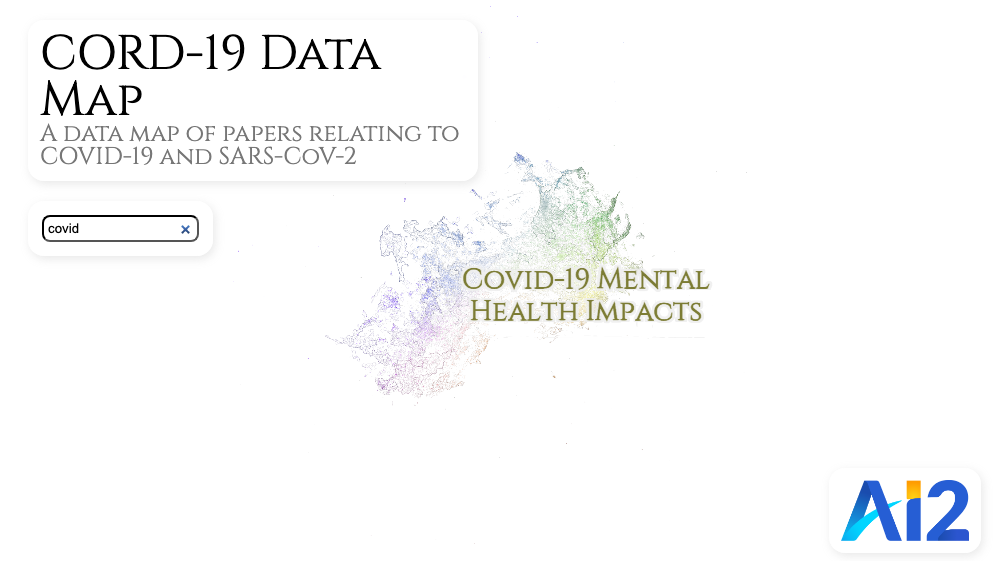 CORD-19 Data
Map
A data map of papers relating to
COVID-19 and SARS-CoV-2
covid
Covid-19 Mental
Health Impacts
Ai2